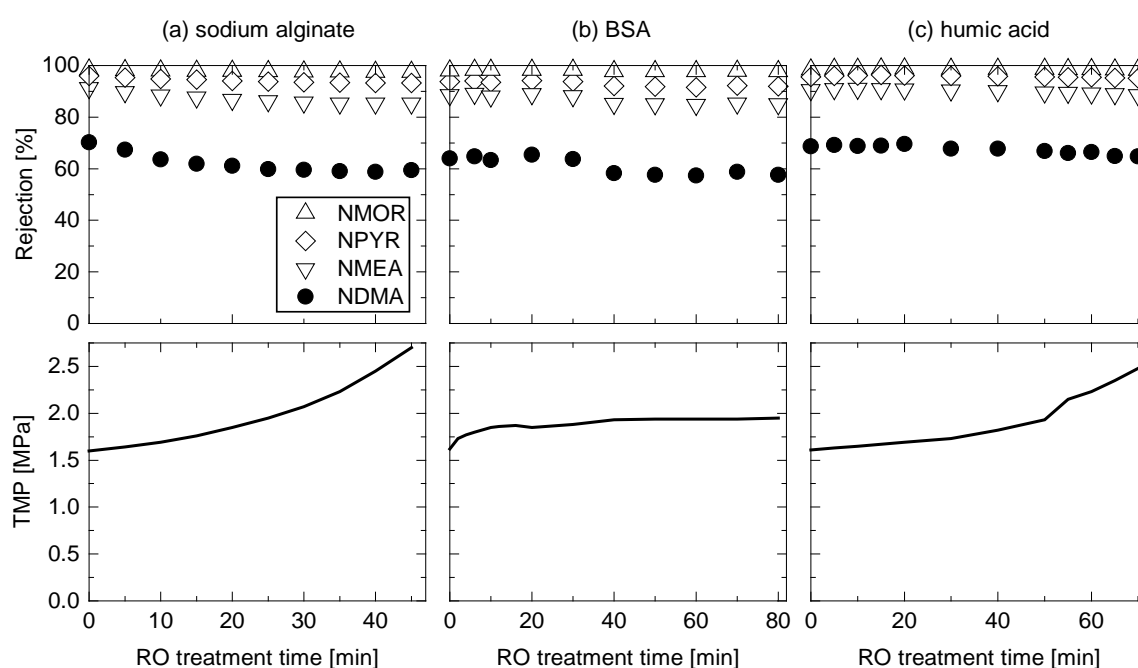 (a) sodium alginate
(b) BSA
(c) humic acid
Rejection [%]
100
80
60
40
20
0
NMOR
NPYR
NMEA
NDMA
TMP [MPa]
2.5
2.0
1.5
1.0
0.5
0.0
0 10 20 30 40
0 20 40 60 80
0 20 40 60
RO treatment time [min]
RO treatment time [min]
RO treatment time [min]